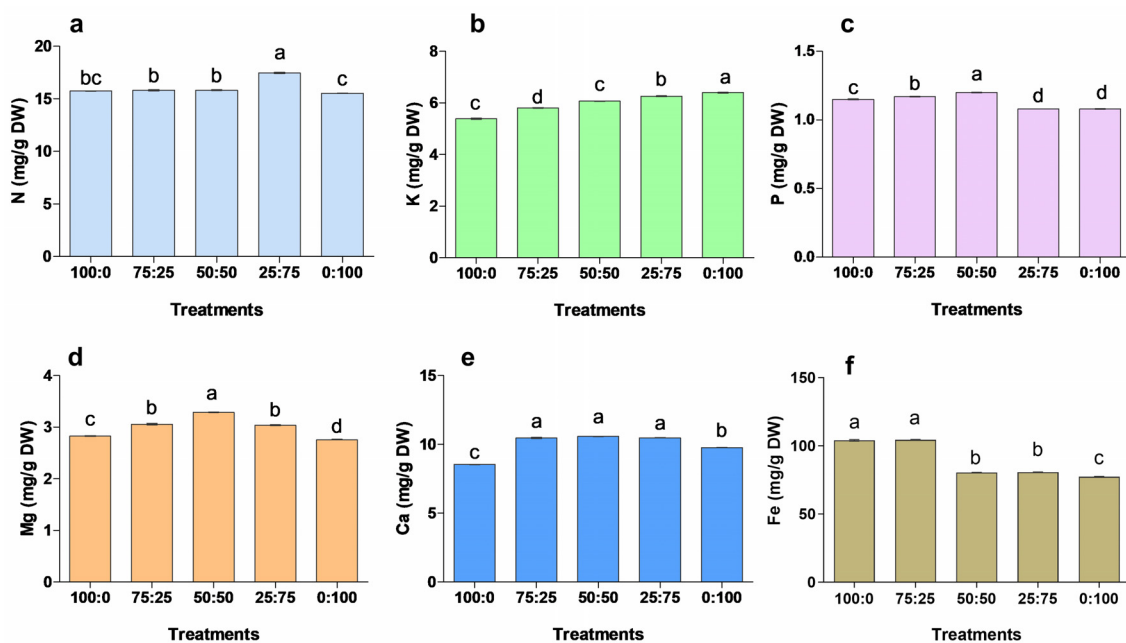 a
N (mg/g DW)
20
15
10
5
0
bc b b a c
100:0 75:25 50:50 25:75 0:100
Treatments
b
K (mg/g DW)
8
6
4
2
0
c d c b a
100:0 75:25 50:50 25:75 0:100
Treatments
c
P (mg/g DW)
1.5
1.0
0.5
0.0
c b a d d
100:0 75:25 50:50 25:75 0:100
Treatments
d
Mg (mg/g DW)
4
3
2
1
0
c b a b d
100:0 75:25 50:50 25:75 0:100
Treatments
e
Ca (mg/g DW)
15
10
5
0
c a a a b
100:0 75:25 50:50 25:75 0:100
Treatments
f
Fe (mg/g DW)
150
100
50
0
a a b b c
100:0 75:25 50:50 25:75 0:100
Treatments